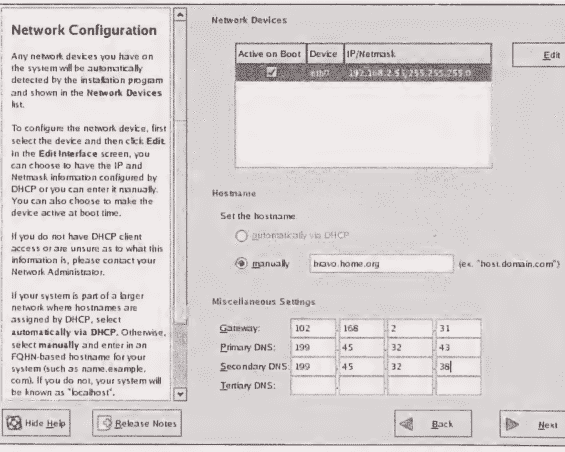 Network Configuration
Any network devices you have on
the system will be automatically
detected by the installation program
and shown in the Network Devices
list.
To configure the network device, first
select the device and then click Edit.
In the Edit Interface screen, you
can choose to have the IP and
Netmask information configured by
DHCP or you can enter it manually.
You can also choose to make the
device active at boot time.
If you do not have DHCP client
access or are unsure as to what this
information is, please contact your
Network Administrator.
If your system is part of a larger
network where hostnames are
assigned by DHCP, select
automatically via DHCP. Otherwise,
select manually and enter in an
FQHN-based hostname for your
system (such as name.example.
com). If you do not, your system will
be known as "localhost".
Hide Help
Release Notes
Network Devices
Active on Boot Device IP/Netmask
eth0 192.168.2.51/255.255.255.0
Edit
Hostname
Set the hostname
automatically via DHCP
manually bravo.home.org (ex. "host.domain.com")
Miscellaneous Settings
Gateway: 102 . 168 . 2 . 31
Primary DNS: 199 . 45 . 32 . 43
Secondary DNS: 199 . 45 . 32 . 38
Tertiary DNS: . . .
Back
Next